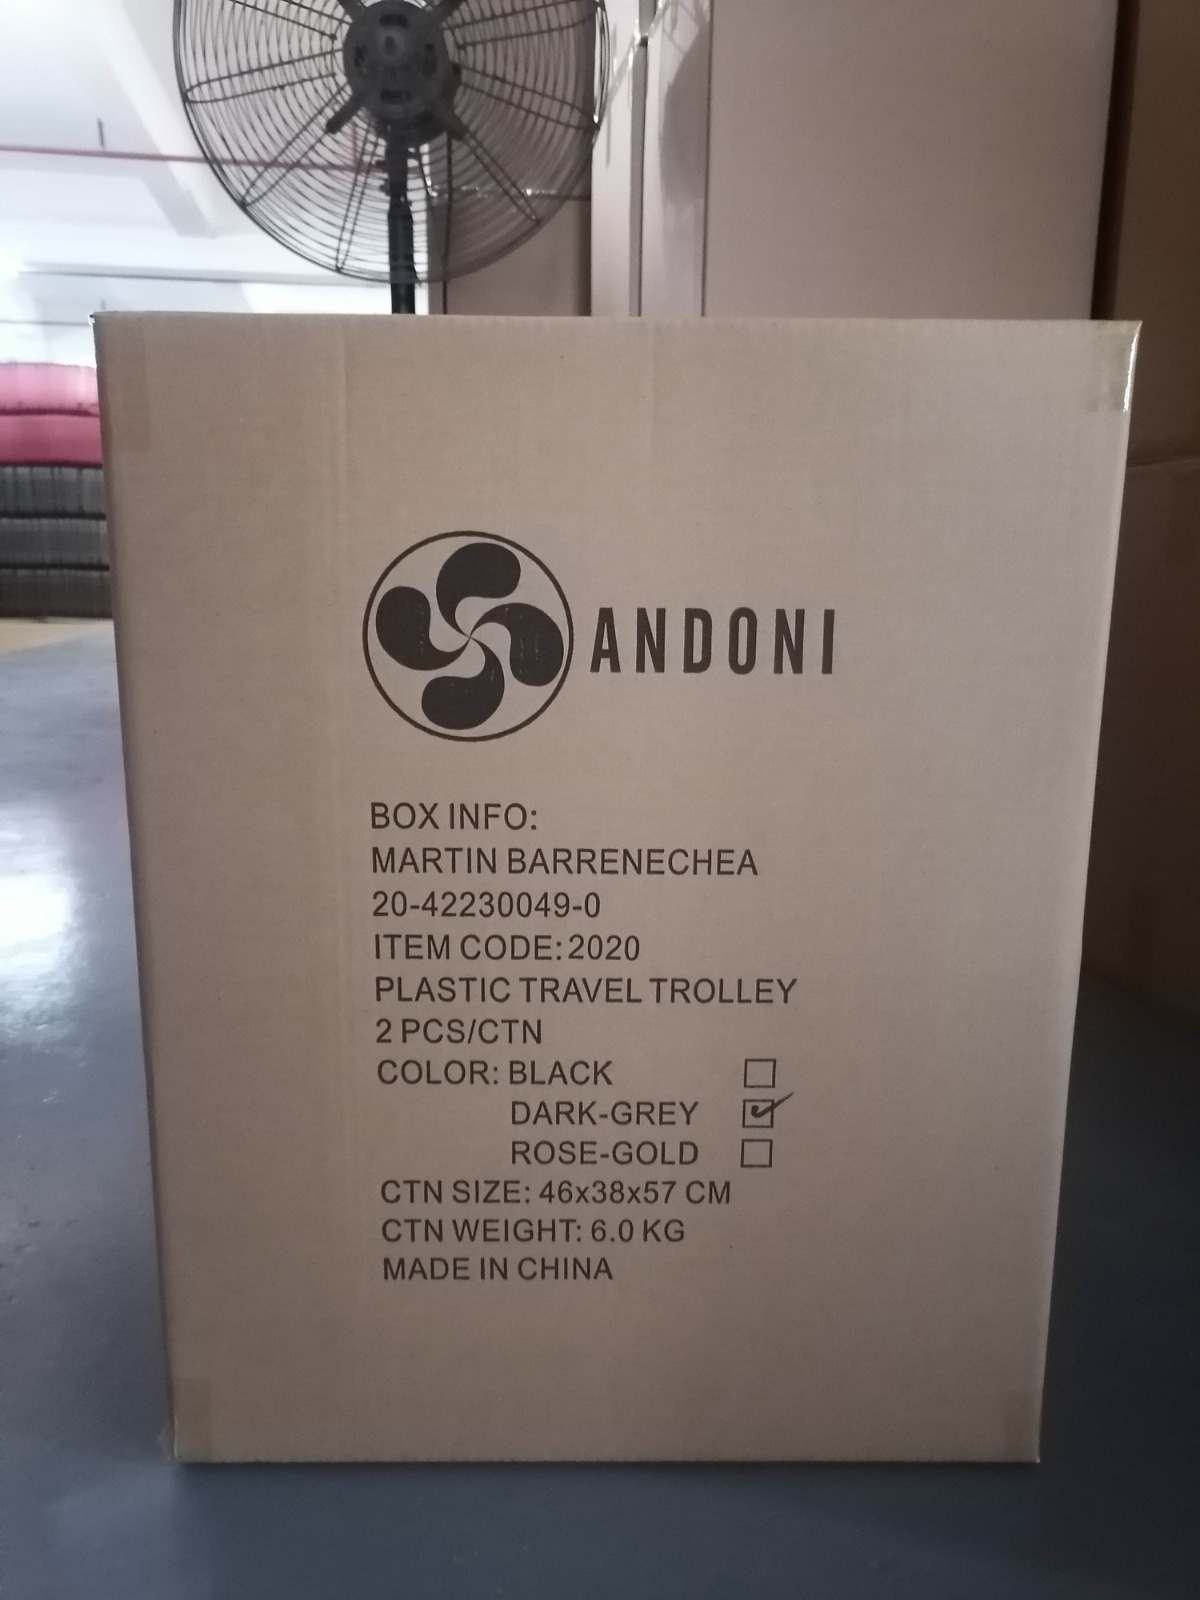 ANDONI
BOX INFO:
MARTIN BARRENECHEA
20-42230049-0
ITEM CODE: 2020
PLASTIC TRAVEL TROLLEY
2 PCS/CTN
COLOR: BLACK
DARK-GREY
ROSE-GOLD
CTN SIZE: 46x38x57 CM
CTN WEIGHT: 6.0 KG
MADE IN CHINA